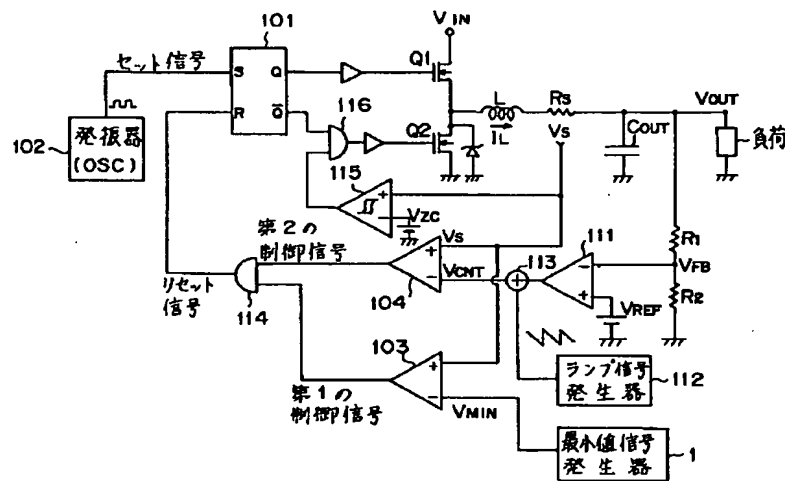 101
VIN
セット信号
S
Q
R
Q̅
Q1
116
Q2
L
IL
RS
VS
COUT
VOUT
負荷
102
発振器
(OSC)
115
+
-
VZC
第2の
制御信号
VS
+
-
VCNT
104
113
+
111
-
+
R1
VFB
R2
VREF
リセット
信号
114
103
+
-
第1の
制御信号
VMIN
ランプ信号
発生器
112
最小値信号
発生器
1